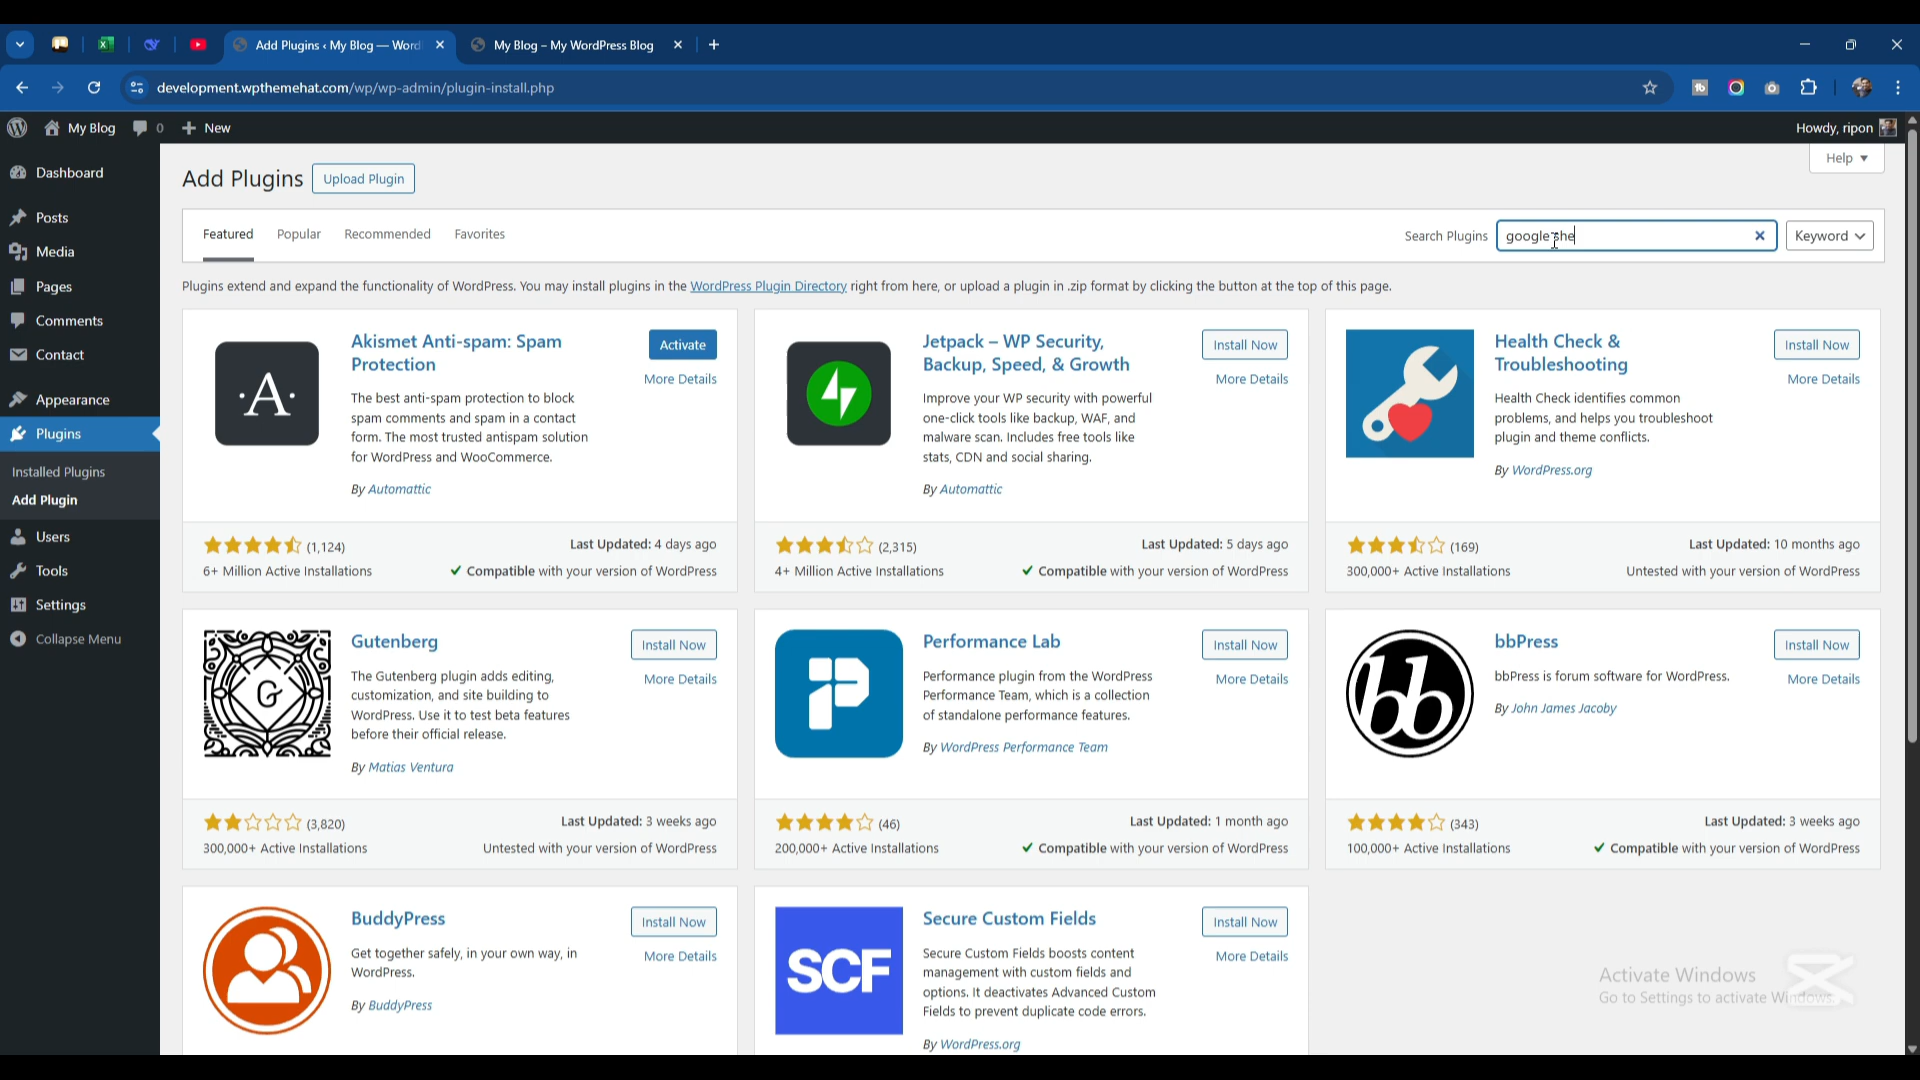 Add Plugins ‹ My Blog — Word
My Blog – My WordPress Blog
development.wpthemehat.com/wp/wp-admin/plugin-install.php
My Blog
0
New
Howdy, ripon
Dashboard
Posts
Media
Pages
Comments
Contact
Appearance
Plugins
Installed Plugins
Add Plugin
Users
Tools
Settings
Collapse Menu
Help
Add Plugins
Upload Plugin
Featured
Popular
Recommended
Favorites
Search Plugins
google she
Keyword
Plugins extend and expand the functionality of WordPress. You may install plugins in the WordPress Plugin Directory right from here, or upload a plugin in .zip format by clicking the button at the top of this page.
·A·
Akismet Anti-spam: Spam
Protection
Activate
More Details
The best anti-spam protection to block
spam comments and spam in a contact
form. The most trusted antispam solution
for WordPress and WooCommerce.
By Automattic
(1,124)
Last Updated: 4 days ago
6+ Million Active Installations
Compatible with your version of WordPress
Jetpack – WP Security,
Backup, Speed, & Growth
Install Now
More Details
Improve your WP security with powerful
one-click tools like backup, WAF, and
malware scan. Includes free tools like
stats, CDN and social sharing.
By Automattic
(2,315)
Last Updated: 5 days ago
4+ Million Active Installations
Compatible with your version of WordPress
Health Check &
Troubleshooting
Install Now
More Details
Health Check identifies common
problems, and helps you troubleshoot
plugin and theme conflicts.
By WordPress.org
(169)
Last Updated: 10 months ago
300,000+ Active Installations
Untested with your version of WordPress
G
Gutenberg
Install Now
More Details
The Gutenberg plugin adds editing,
customization, and site building to
WordPress. Use it to test beta features
before their official release.
By Matias Ventura
(3,820)
Last Updated: 3 weeks ago
300,000+ Active Installations
Untested with your version of WordPress
Performance Lab
Install Now
More Details
Performance plugin from the WordPress
Performance Team, which is a collection
of standalone performance features.
By WordPress Performance Team
(46)
Last Updated: 1 month ago
200,000+ Active Installations
Compatible with your version of WordPress
bb
bbPress
Install Now
More Details
bbPress is forum software for WordPress.
By John James Jacoby
(343)
Last Updated: 3 weeks ago
100,000+ Active Installations
Compatible with your version of WordPress
BuddyPress
Install Now
More Details
Get together safely, in your own way, in
WordPress.
By BuddyPress
SCF
Secure Custom Fields
Install Now
More Details
Secure Custom Fields boosts content
management with custom fields and
options. It deactivates Advanced Custom
Fields to prevent duplicate code errors.
By WordPress.org
Activate Windows
Go to Settings to activate Windows.